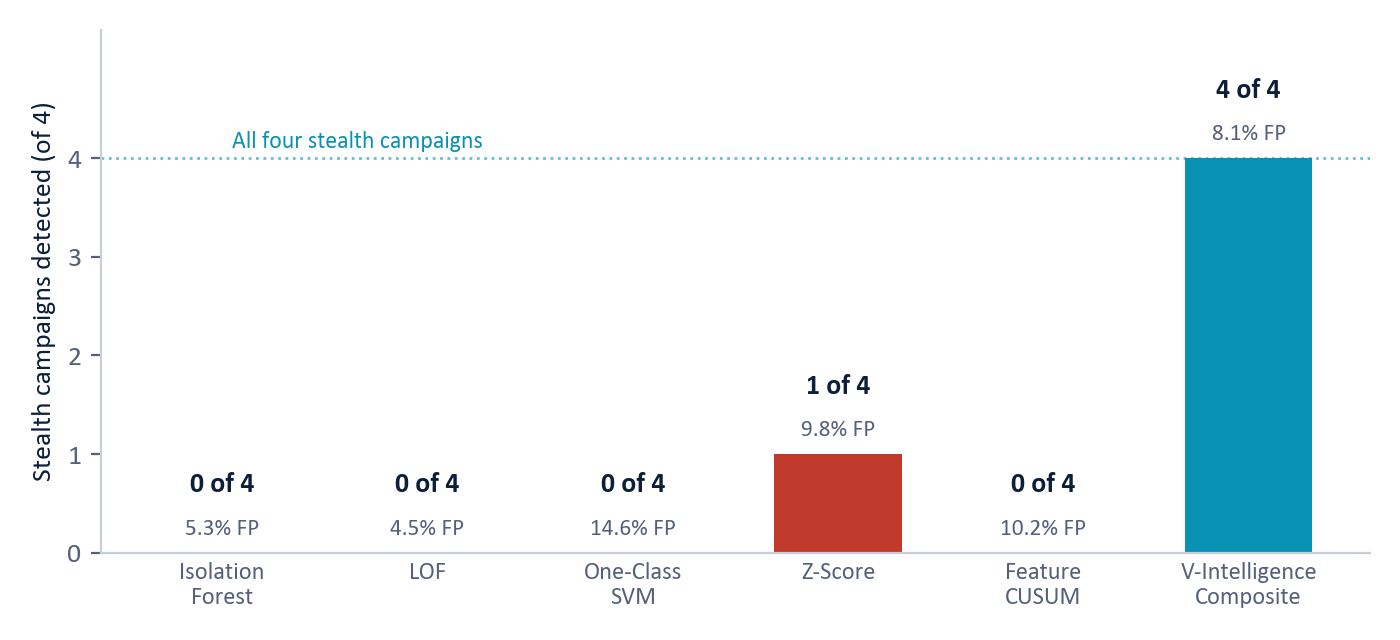 Stealth campaigns detected (of 4)
4
3
2
1
0
All four stealth campaigns
0 of 4
5.3% FP
0 of 4
4.5% FP
0 of 4
14.6% FP
1 of 4
9.8% FP
0 of 4
10.2% FP
4 of 4
8.1% FP
Isolation
Forest
LOF
One-Class
SVM
Z-Score
Feature
CUSUM
V-Intelligence
Composite